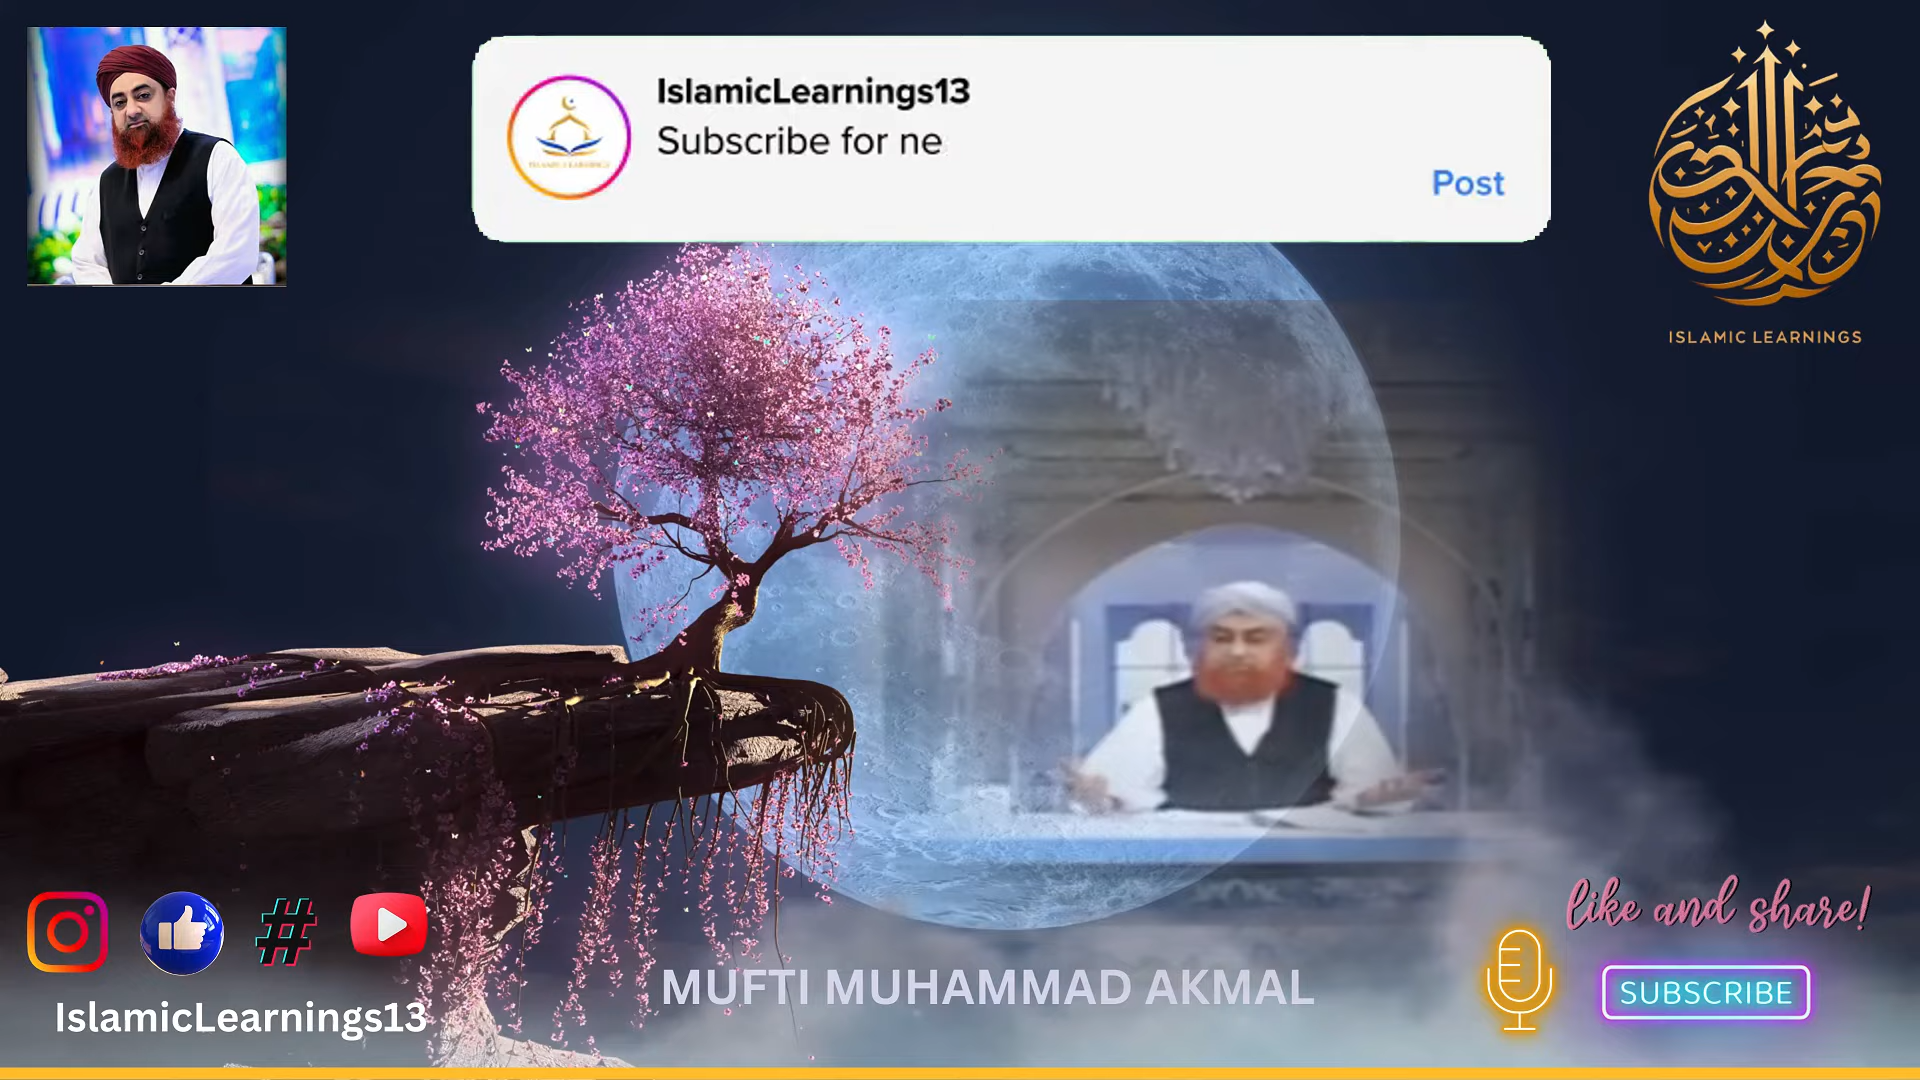 IslamicLearnings13
Subscribe for ne
Post
ISLAMIC LEARNINGS
like and share!
SUBSCRIBE
MUFTI MUHAMMAD AKMAL
IslamicLearnings13